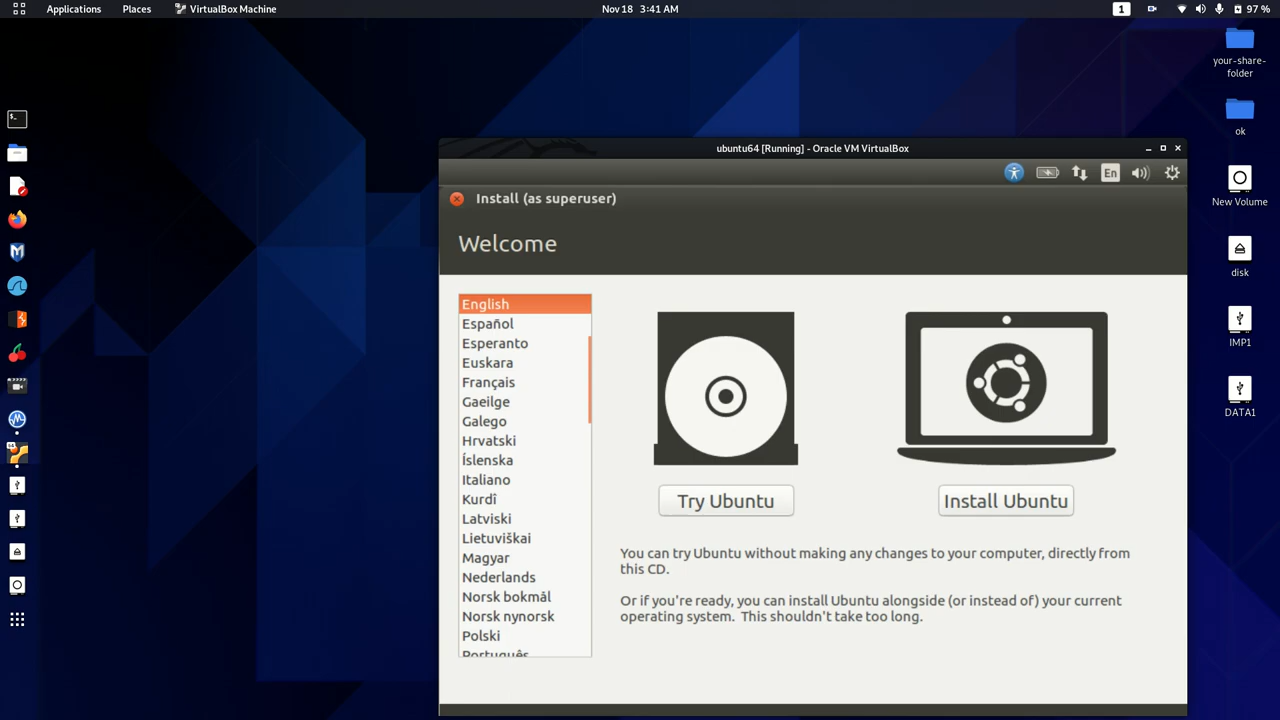 Applications Places VirtualBox Machine Nov 18 3:41 AM 1 97 %
your-share-
folder
ok
New Volume
disk
IMP1
DATA1
ubuntu64 [Running] - Oracle VM VirtualBox
En
Install (as superuser)
Welcome
English
Español
Esperanto
Euskara
Français
Gaeilge
Galego
Hrvatski
Íslenska
Italiano
Kurdî
Latviski
Lietuviškai
Magyar
Nederlands
Norsk bokmål
Norsk nynorsk
Polski
Português
Try Ubuntu
Install Ubuntu
You can try Ubuntu without making any changes to your computer, directly from
this CD.
Or if you're ready, you can install Ubuntu alongside (or instead of) your current
operating system. This shouldn't take too long.